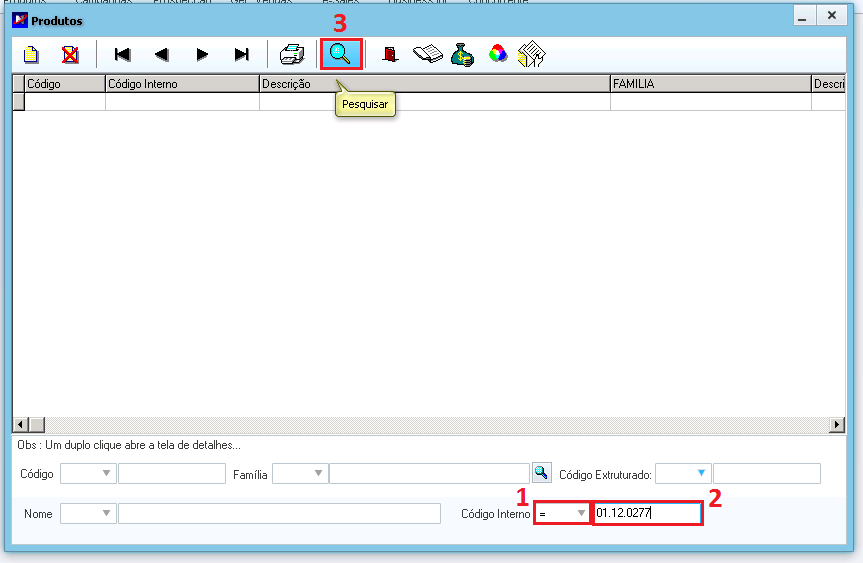 Produtos
3
Código Código Interno Descrição FAMILIA Descri
Pesquisar
Obs : Um duplo clique abre a tela de detalhes...
Código Família Código Extruturado:
1 2
Nome Código Interno = 01.12.0277